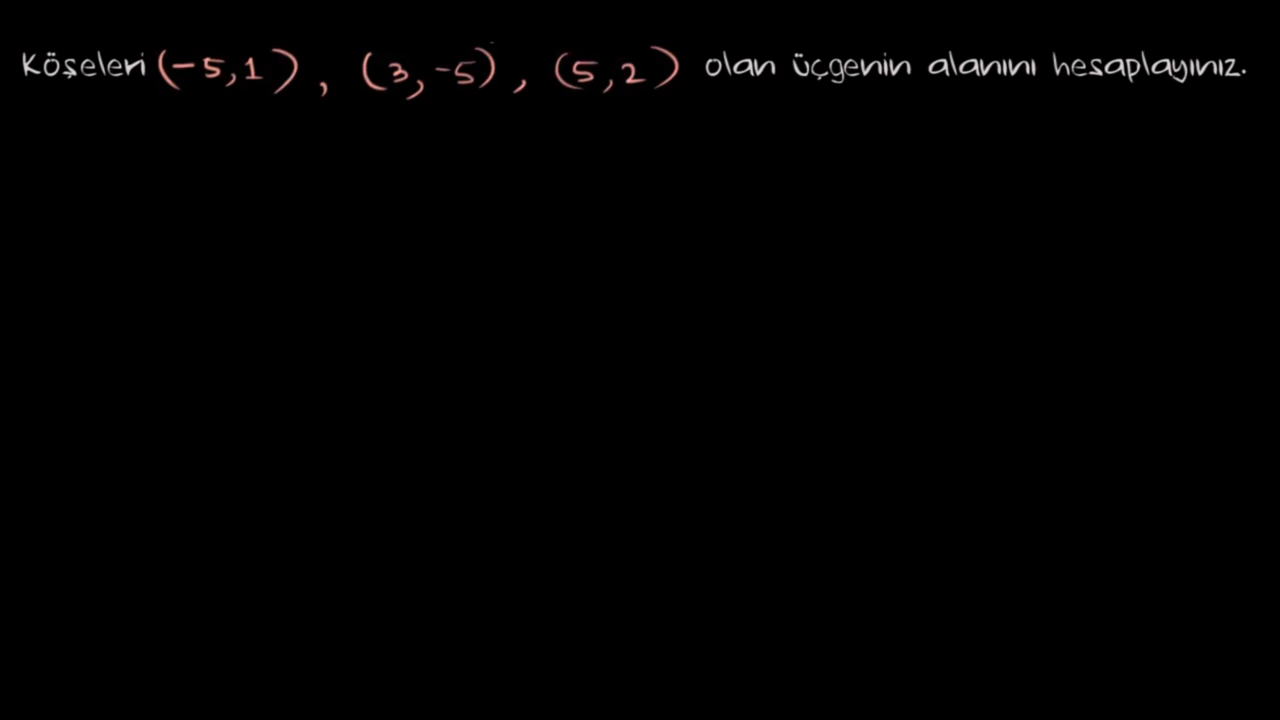 Köşeleri (-5,1) , (3,-5) , (5,2) olan üçgenin alanını hesaplayınız.